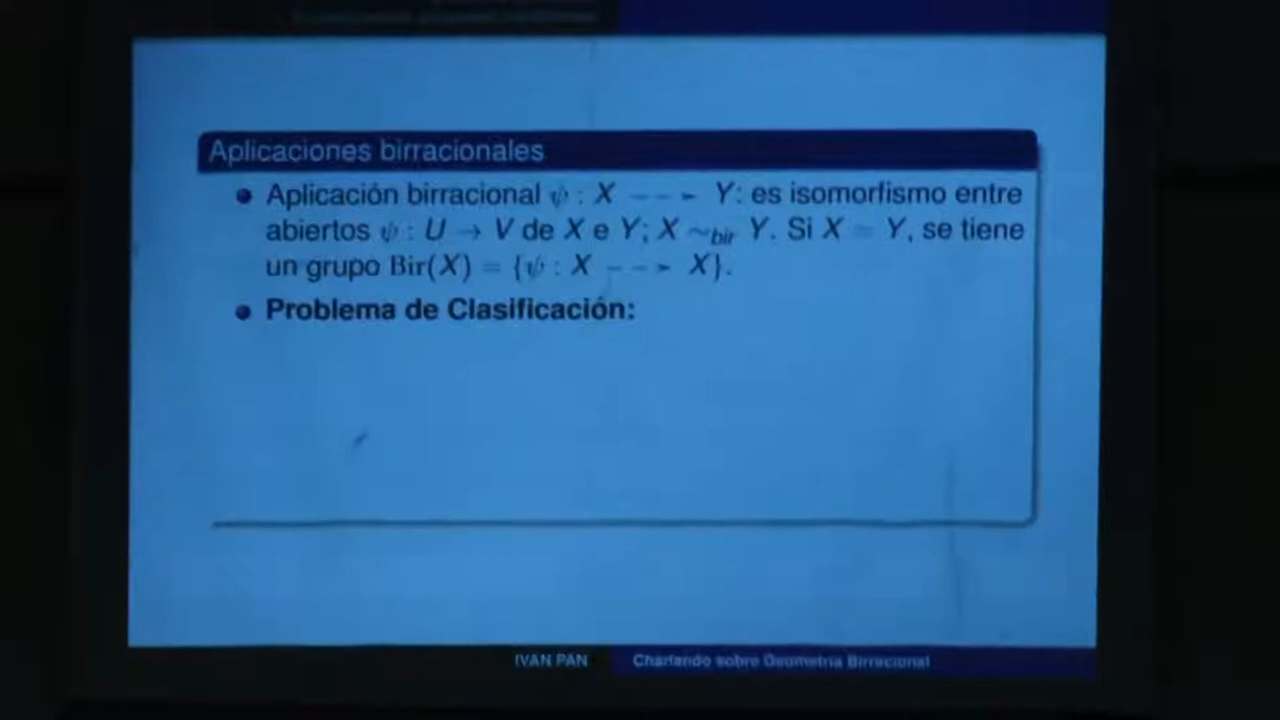 Aplicaciones birracionales
Aplicación birracional ψ : X --→ Y: es isomorfismo entre
abiertos ψ : U → V de X e Y; X ∼bir Y. Si X = Y, se tiene
un grupo Bir(X) = {ψ : X --→ X}.
Problema de Clasificación:
IVAN PAN Charlando sobre Geometría Birracional